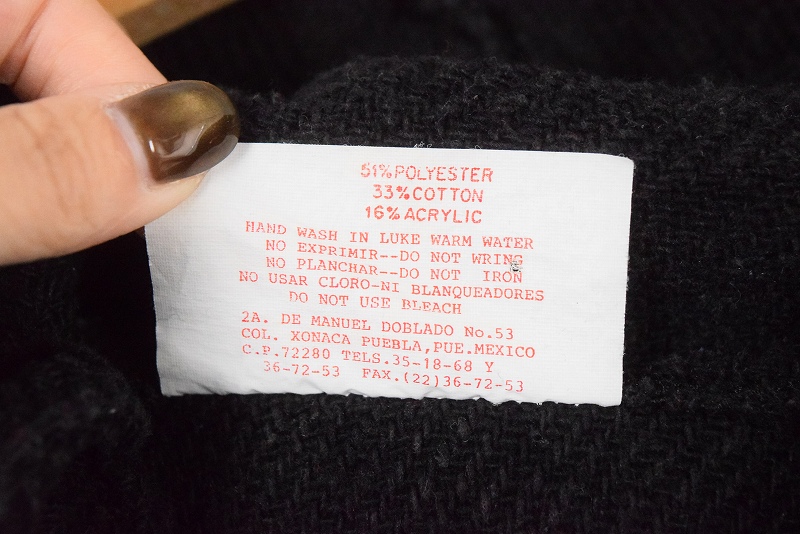 51% POLYESTER
33% COTTON
16% ACRYLIC
HAND WASH IN LUKE WARM WATER
NO EXPRIMIR--DO NOT WRING
NO PLANCHAR--DO NOT IRON
NO USAR CLORO-NI BLANQUEADORES
DO NOT USE BLEACH
2A. DE MANUEL DOBLADO No.53
COL. XONACA PUEBLA,PUE.MEXICO
C.P.72280 TELS.35-18-68 Y
36-72-53 FAX.(22)36-72-53